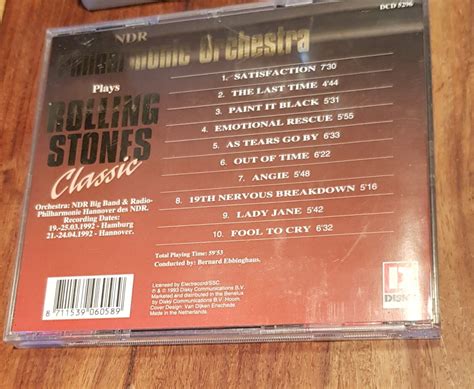 DCD 5296
NDR
Philharmonic Orchestra
Plays
ROLLING
STONES
Classic
1. SATISFACTION 7'30
2. THE LAST TIME 4'44
3. PAINT IT BLACK 5'31
4. EMOTIONAL RESCUE 5'55
5. AS TEARS GO BY 6'33
6. OUT OF TIME 6'22
7. ANGIE 5'48
8. 19TH NERVOUS BREAKDOWN 5'16
9. LADY JANE 5'42
10. FOOL TO CRY 6'32
Orchestra: NDR Big Band & Radio-
Philharmonie Hannover des NDR.
Recording Dates:
19.-25.03.1992 - Hamburg
21.-24.04.1992 - Hannover.
Total Playing Time: 59'53
Conducted by: Bernard Ebbinghaus.
Licensed by Electrecord/SSC.
℗ & © 1993 Disky Communications B.V.
Marketed and distributed in the Benelux
by Disky Communications B.V. Hoorn.
Cover Design: Van Dijken Enschede.
Made in the Netherlands.
8 711539 060589
DISKY